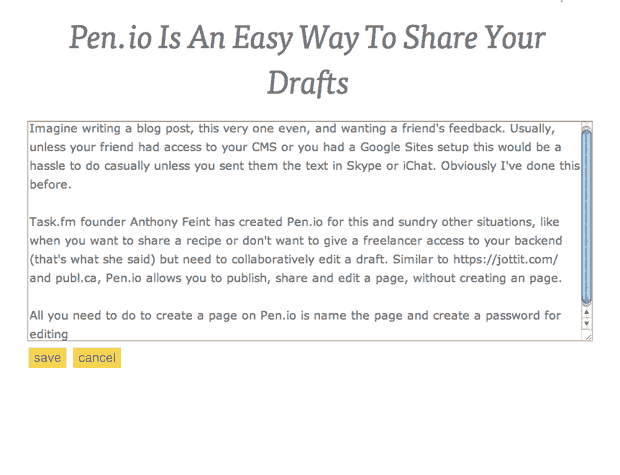 Pen.io Is An Easy Way To Share Your
Drafts
Imagine writing a blog post, this very one even, and wanting a friend's feedback. Usually,
unless your friend had access to your CMS or you had a Google Sites setup this would be a
hassle to do casually unless you sent them the text in Skype or iChat. Obviously I've done this
before.
Task.fm founder Anthony Feint has created Pen.io for this and sundry other situations, like
when you want to share a recipe or don't want to give a freelancer access to your backend
(that's what she said) but need to collaboratively edit a draft. Similar to https://jottit.com/
and publ.ca, Pen.io allows you to publish, share and edit a page, without creating an page.
All you need to do to create a page on Pen.io is name the page and create a password for
editing
save cancel